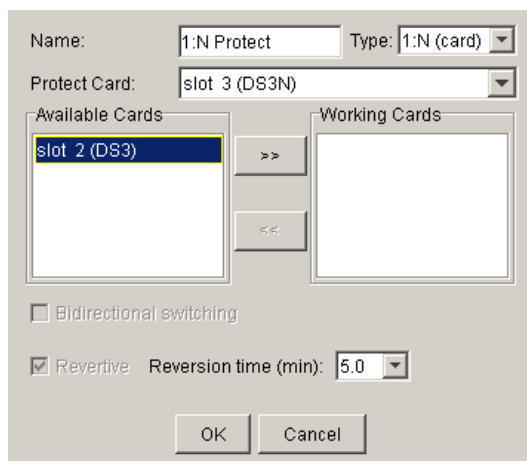 Name: 1:N Protect Type: 1:N (card)
Protect Card: slot 3 (DS3N)
Available Cards Working Cards
slot 2 (DS3) >>
<<
Bidirectional switching
Revertive Reversion time (min): 5.0
OK Cancel